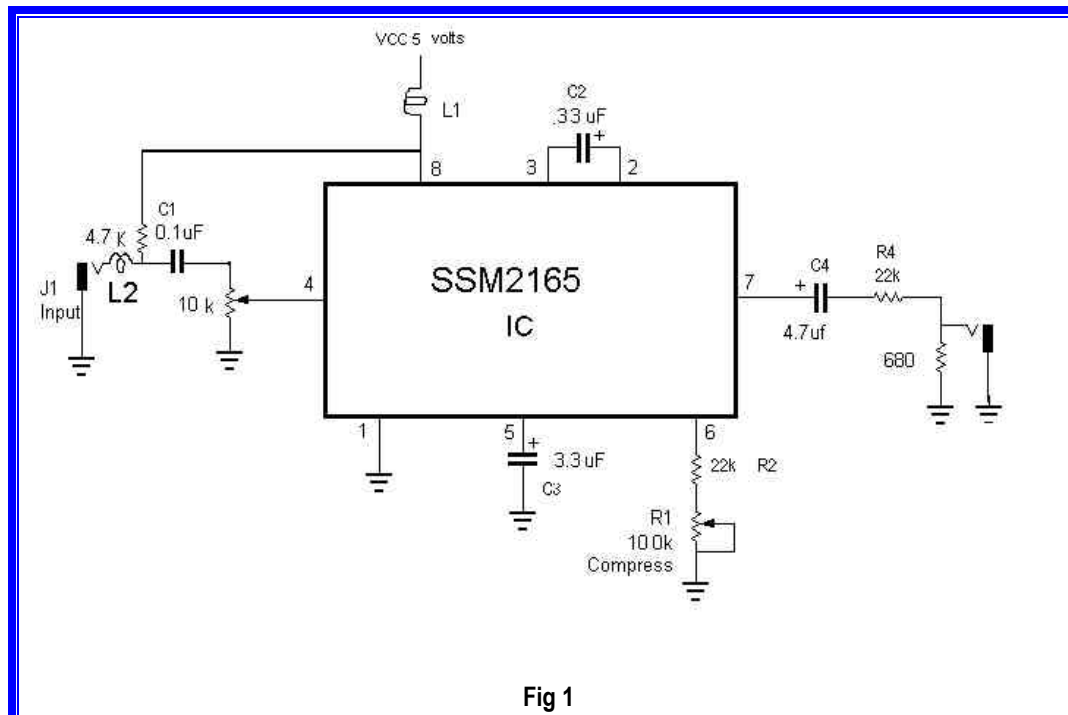 VCC 5 volts
L1
C2
.33 uF
+
8
3
2
C1
0.1uF
4.7 K
L2
J1
Input
10 k
4
SSM2165
IC
7
+
C4
4.7uf
R4
22k
680
1
5
+
3.3 uF
C3
6
22k R2
R1
100k
Compress
Fig 1